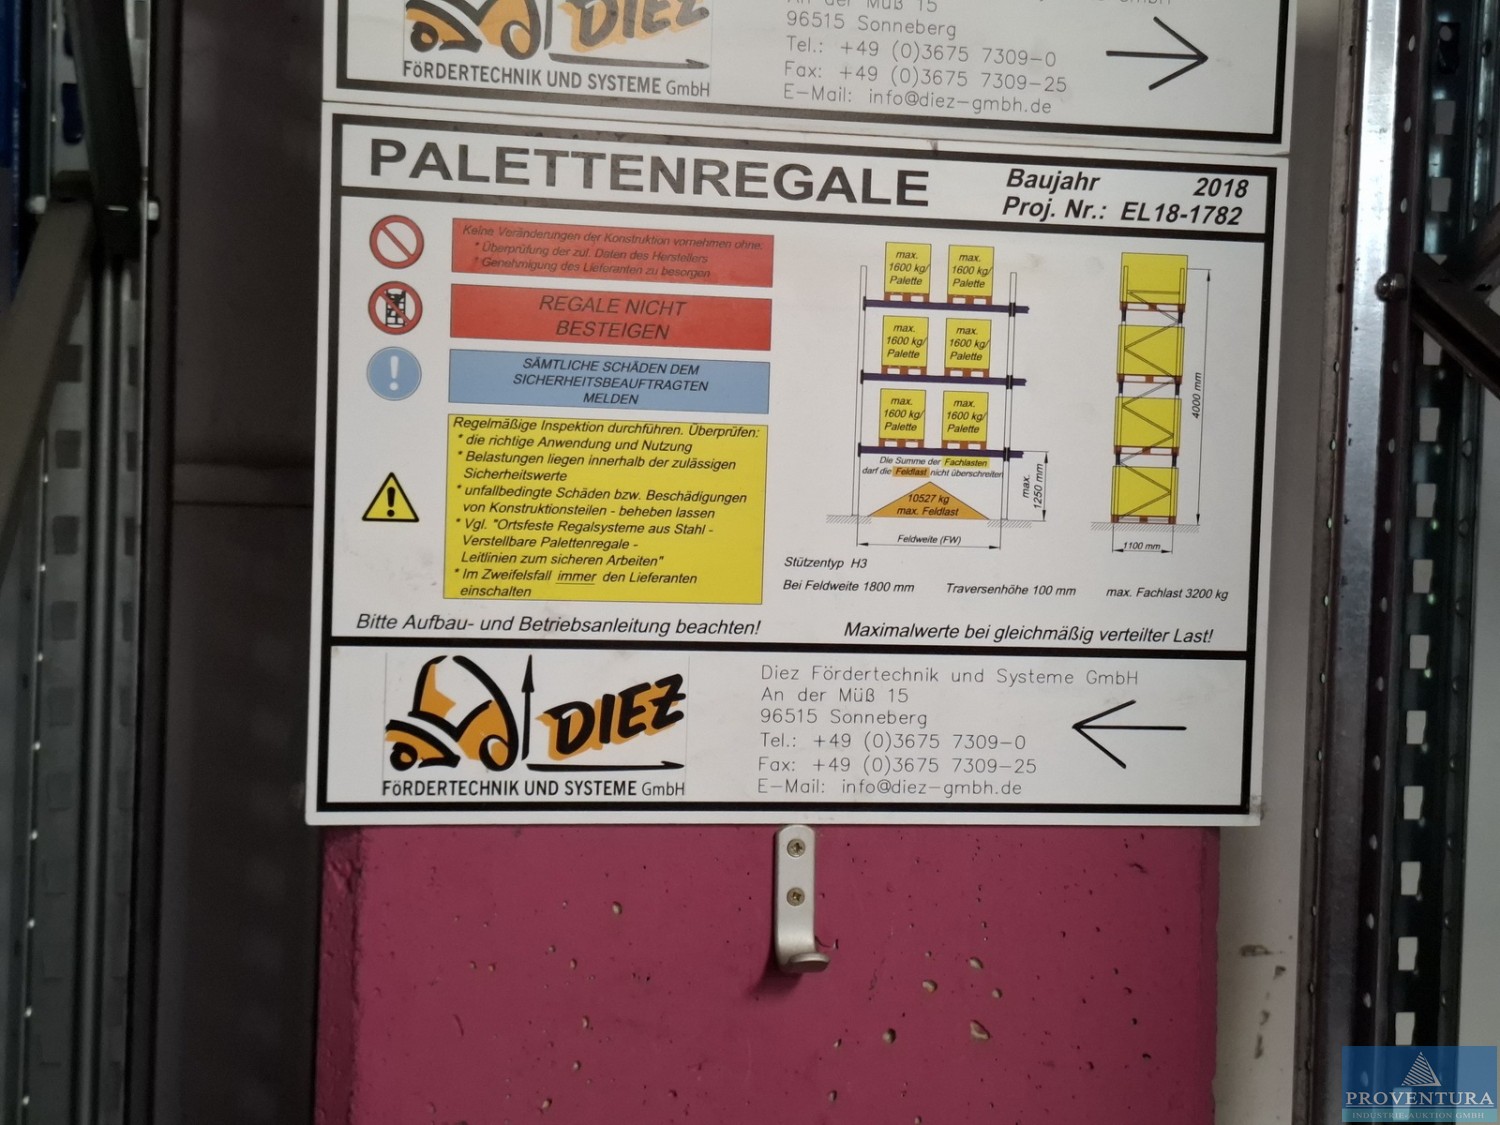 DIEZ
FöRDERTECHNIK UND SYSTEME GmbH
An der Müß 15
96515 Sonneberg
Tel.: +49 (0)3675 7309-0
Fax: +49 (0)3675 7309-25
E-Mail: info@diez-gmbh.de
PALETTENREGALE
Baujahr 2018
Proj. Nr.: EL18-1782
Keine Veränderungen der Konstruktion vornehmen ohne:
* Überprüfung der zul. Daten des Herstellers
* Genehmigung des Lieferanten zu besorgen
REGALE NICHT
BESTEIGEN
SÄMTLICHE SCHÄDEN DEM
SICHERHEITSBEAUFTRAGTEN
MELDEN
Regelmäßige Inspektion durchführen. Überprüfen:
* die richtige Anwendung und Nutzung
* Belastungen liegen innerhalb der zulässigen
Sicherheitswerte
* unfallbedingte Schäden bzw. Beschädigungen
von Konstruktionsteilen - beheben lassen
* Vgl. "Ortsfeste Regalsysteme aus Stahl -
Verstellbare Palettenregale -
Leitlinien zum sicheren Arbeiten"
* Im Zweifelsfall immer den Lieferanten
einschalten
Bitte Aufbau- und Betriebsanleitung beachten!
max.
1600 kg/
Palette
max.
1600 kg/
Palette
max.
1600 kg/
Palette
max.
1600 kg/
Palette
max.
1600 kg/
Palette
max.
1600 kg/
Palette
Die Summe der Fachlasten
darf die Feldlast nicht überschreiten
10527 kg
max. Feldlast
max.
1250 mm
Feldweite (FW)
4000 mm
1100 mm
Stützentyp H3
Bei Feldweite 1800 mm Traversenhöhe 100 mm max. Fachlast 3200 kg
Maximalwerte bei gleichmäßig verteilter Last!
DIEZ
FöRDERTECHNIK UND SYSTEME GmbH
Diez Fördertechnik und Systeme GmbH
An der Müß 15
96515 Sonneberg
Tel.: +49 (0)3675 7309-0
Fax: +49 (0)3675 7309-25
E-Mail: info@diez-gmbh.de
PROVENTURA
INDUSTRIE-AUKTION GMBH